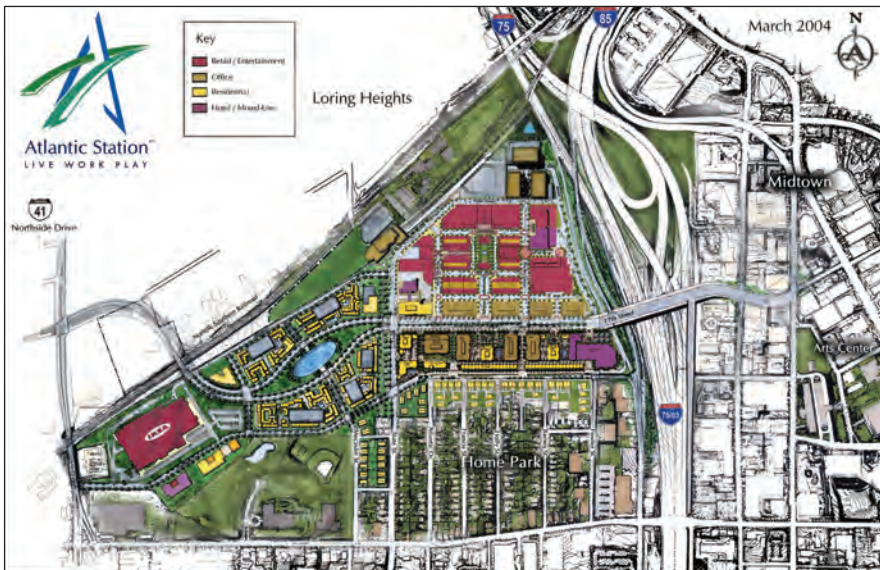 Atlantic Station
LIVE WORK PLAY
Key
Retail / Entertainment
Office
Residential
Hotel / Mixed-Use
Loring Heights
75
85
March 2004
N
Midtown
41
Northside Drive
17th Street
Arts Center
75/85
IKEA
Home Park